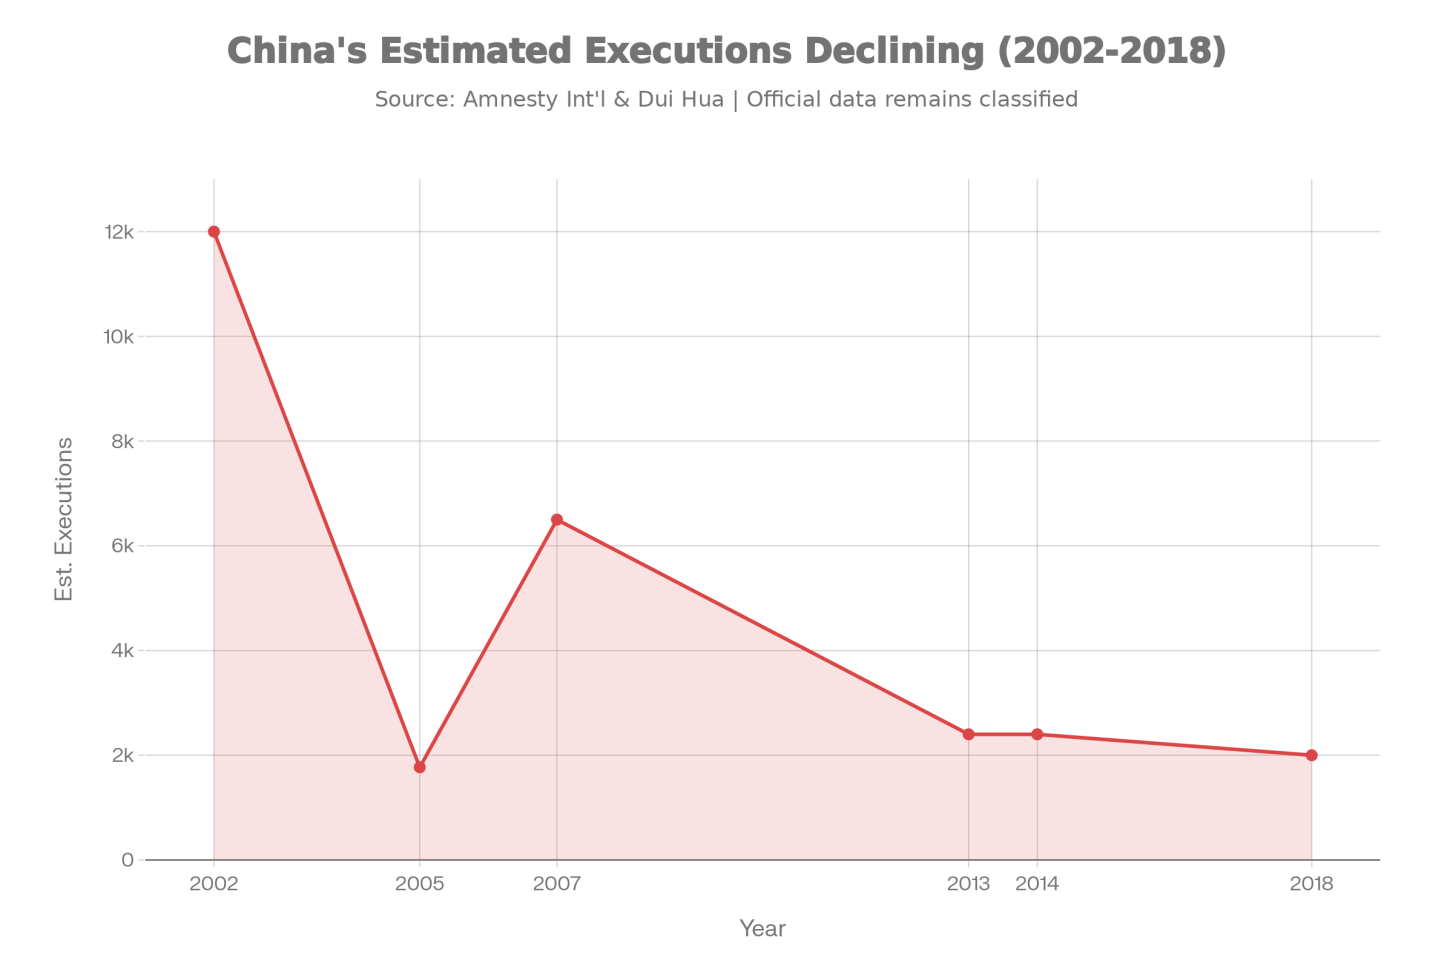 China's Estimated Executions Declining (2002-2018)
Source: Amnesty Int'l & Dui Hua | Official data remains classified
Est. Executions
12k
10k
8k
6k
4k
2k
0
2002 2005 2007 2013 2014 2018
Year